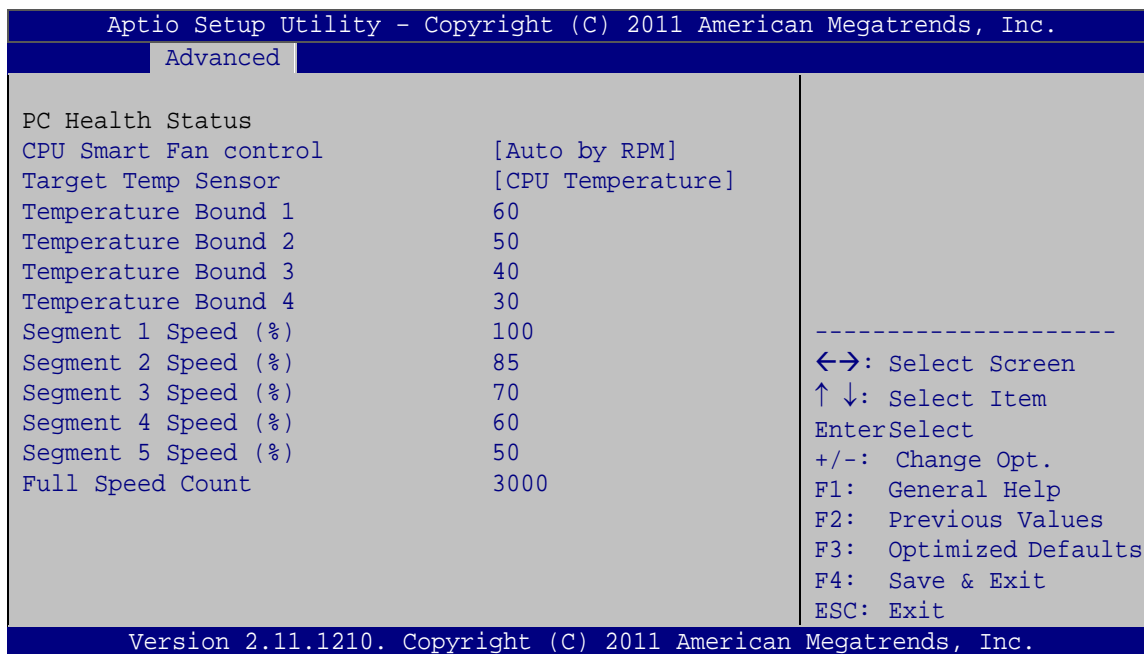 Aptio Setup Utility – Copyright (C) 2011 American Megatrends, Inc.
Advanced
PC Health Status
CPU Smart Fan control [Auto by RPM]
Target Temp Sensor [CPU Temperature]
Temperature Bound 1 60
Temperature Bound 2 50
Temperature Bound 3 40
Temperature Bound 4 30
Segment 1 Speed (%) 100
Segment 2 Speed (%) 85
Segment 3 Speed (%) 70
Segment 4 Speed (%) 60
Segment 5 Speed (%) 50
Full Speed Count 3000
---------------------
←→: Select Screen
↑ ↓: Select Item
EnterSelect
+/-: Change Opt.
F1: General Help
F2: Previous Values
F3: Optimized Defaults
F4: Save & Exit
ESC: Exit
Version 2.11.1210. Copyright (C) 2011 American Megatrends, Inc.